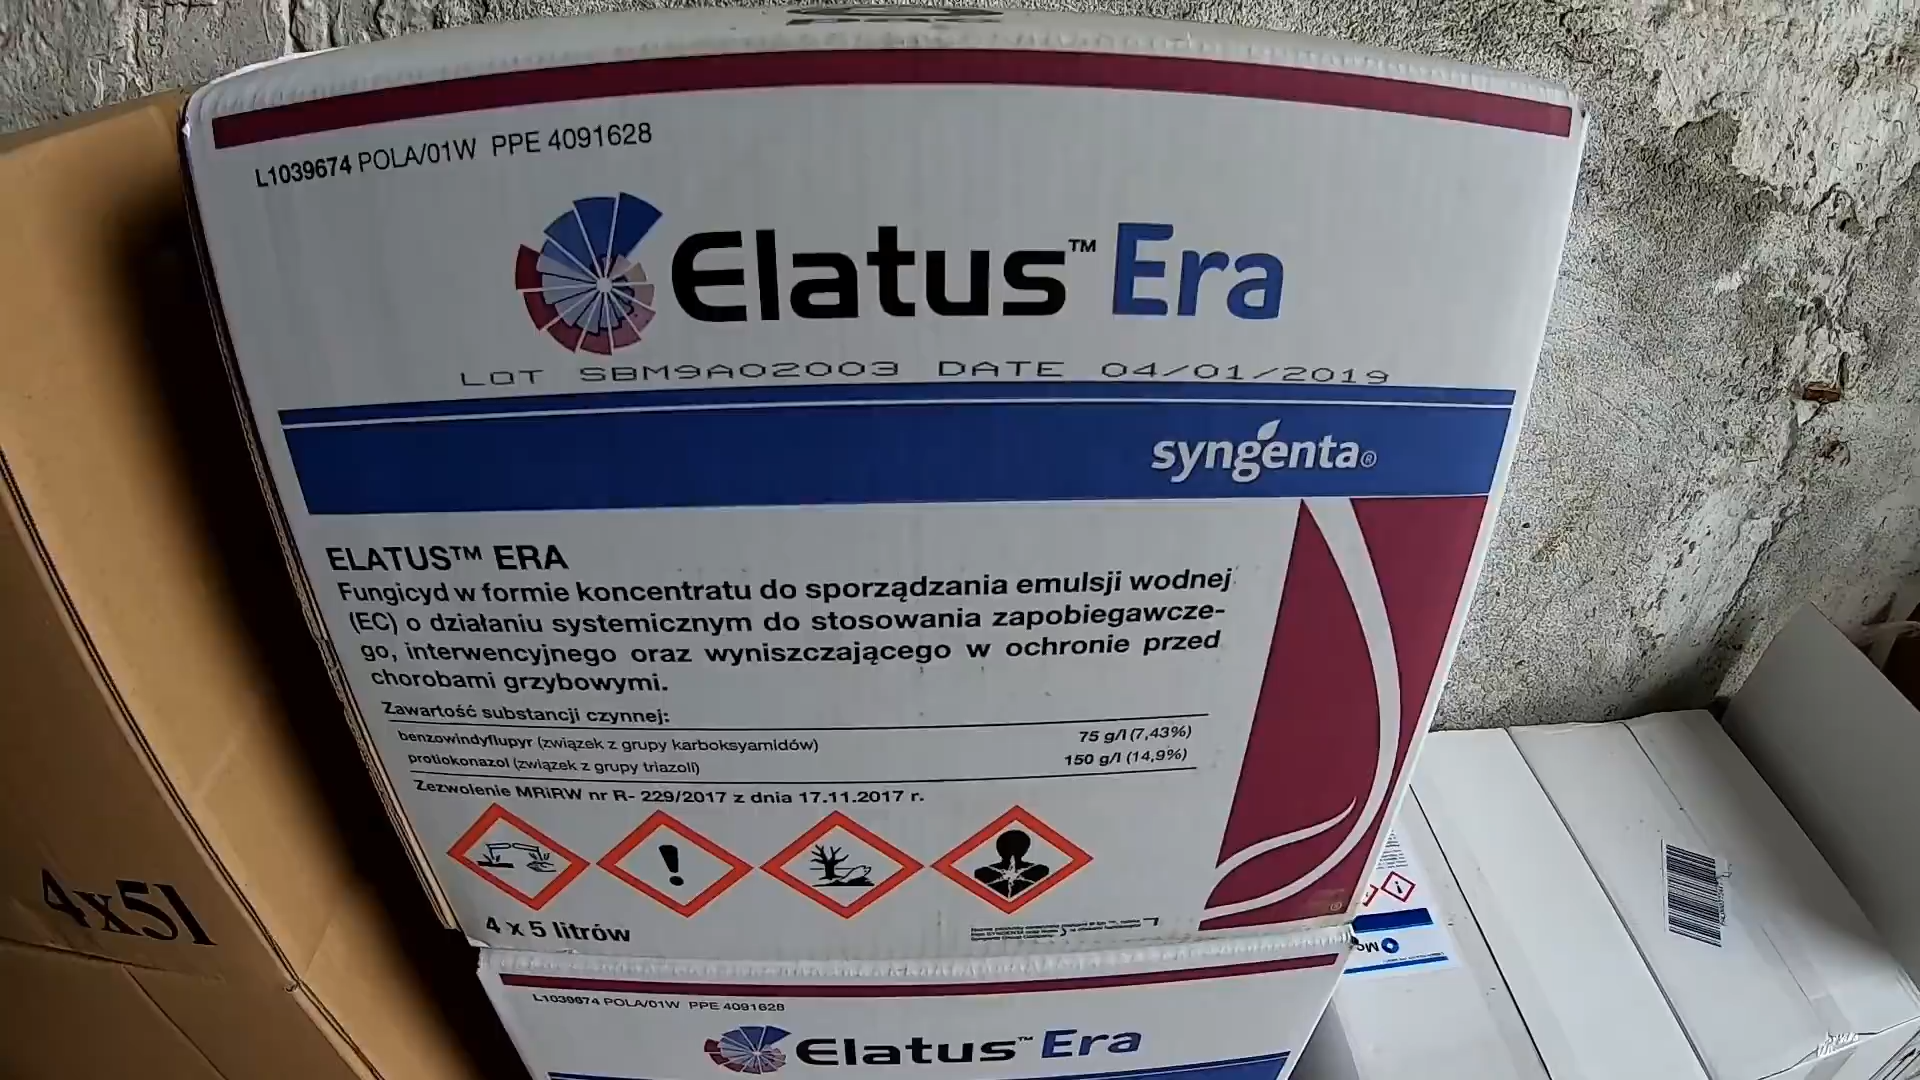 L1039674 POLA/01W PPE 4091628
Elatus™ Era
LOT SBM9A02003 DATE 04/01/2019
syngenta®
ELATUS™ ERA
Fungicyd w formie koncentratu do sporządzania emulsji wodnej
(EC) o działaniu systemicznym do stosowania zapobiegawcze-
go, interwencyjnego oraz wyniszczającego w ochronie przed
chorobami grzybowymi.
Zawartość substancji czynnej:
benzowindyflupyr (związek z grupy karboksyamidów) 75 g/l (7,43%)
protiokonazol (związek z grupy triazoli) 150 g/l (14,9%)
Zezwolenie MRiRW nr R- 229/2017 z dnia 17.11.2017 r.
4 x 5 litrów
4x5l
L1039674 POLA/01W PPE 4091628
Elatus™ Era